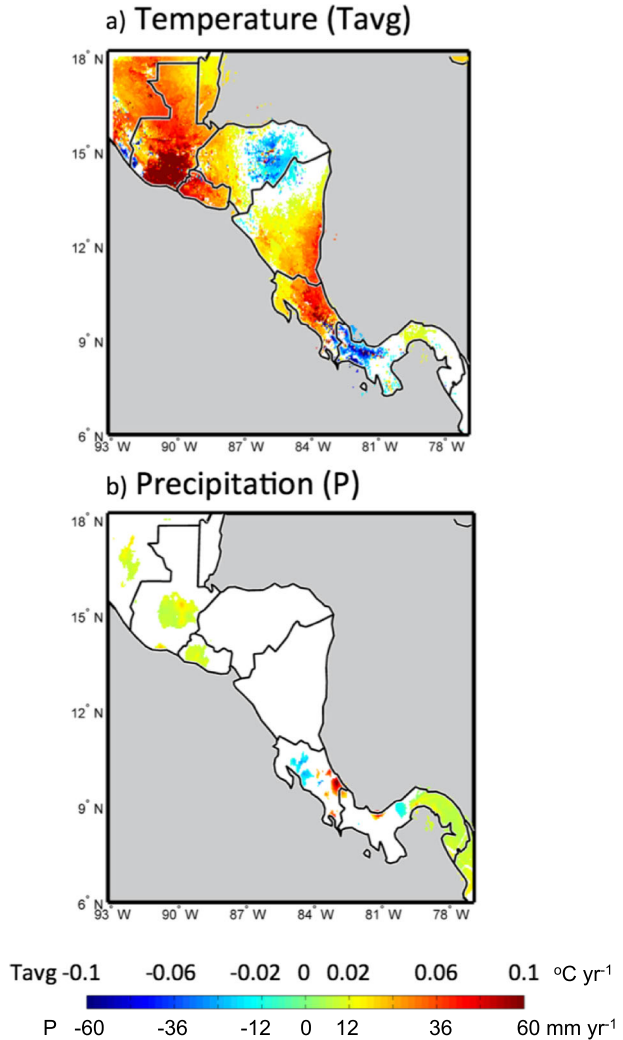 a) Temperature (Tavg)
18° N
15° N
12° N
9° N
6° N
93° W 90° W 87° W 84° W 81° W 78° W
b) Precipitation (P)
18° N
15° N
12° N
9° N
6° N
93° W 90° W 87° W 84° W 81° W 78° W
Tavg -0.1 -0.06 -0.02 0 0.02 0.06 0.1 ºC yr-1
P -60 -36 -12 0 12 36 60 mm yr-1